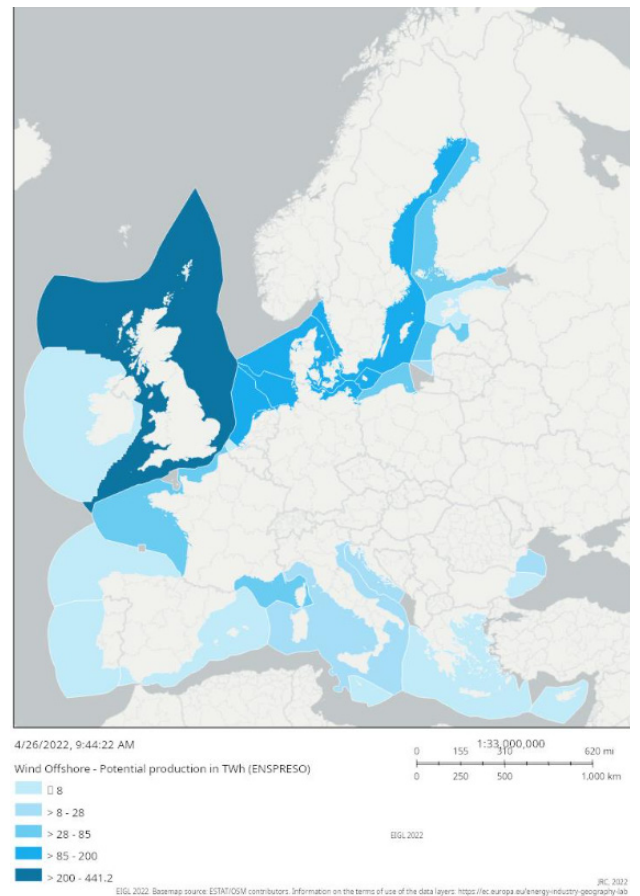 4/26/2022, 9:44:22 AM
1:33,000,000
0 155 310 620 mi
0 250 500 1,000 km
Wind Offshore - Potential production in TWh (ENSPRESO)
▯ 8
> 8 - 28
> 28 - 85
> 85 - 200
> 200 - 441.2
EIGL 2022
JRC, 2022
EIGL 2022. Basemap source: ESTAT/OSM contributors. Information on the terms of use of the data layers: https://ec.europa.eu/energy-industry-geography-lab